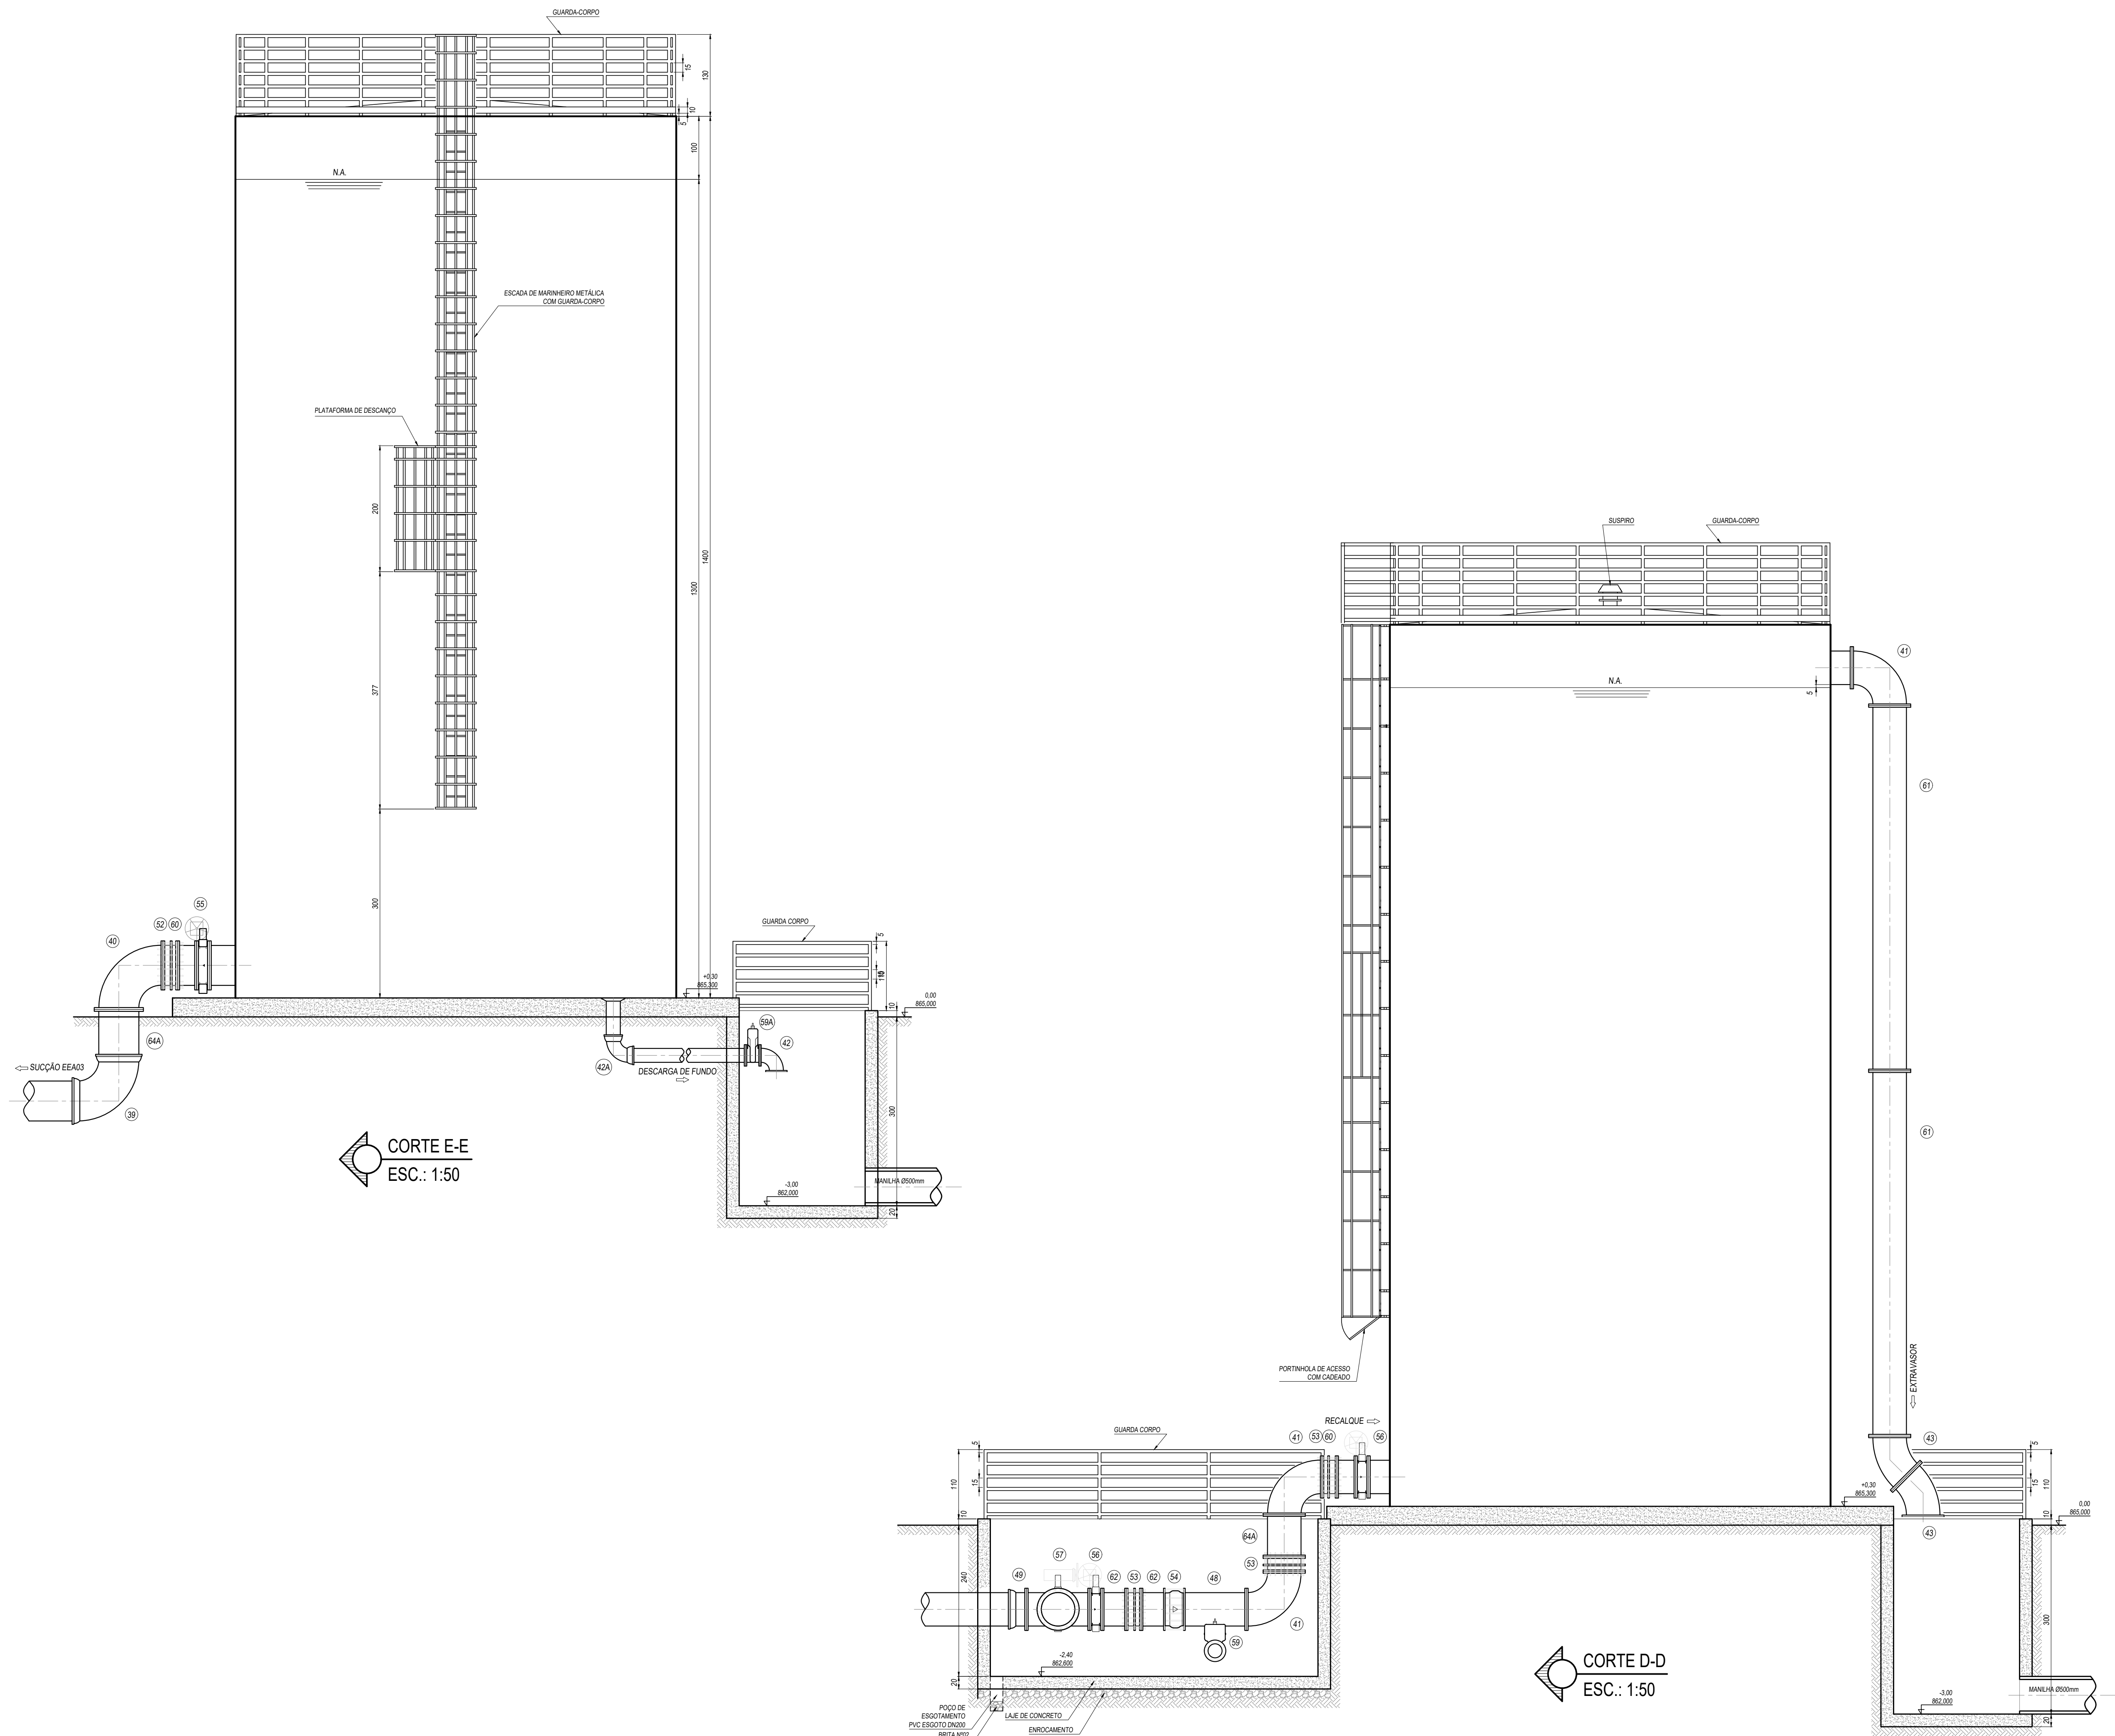 GUARDA-CORPO
15
130
10
5
100
N.A.
ESCADA DE MARINHEIRO METÁLICA
COM GUARDA-CORPO
PLATAFORMA DE DESCANÇO
200
1400
1300
377
300
55
52
60
40
GUARDA CORPO
5
15
110
+0,30
865,300
10
0,00
865,000
64A
59A
42
SUCÇÃO EEA03
42A
DESCARGA DE FUNDO
39
300
CORTE E-E
ESC.: 1:50
MANILHA Ø500mm
-3,00
862,000
20
SUSPIRO
GUARDA-CORPO
41
N.A.
5
61
61
PORTINHOLA DE ACESSO
COM CADEADO
EXTRAVASOR
RECALQUE
GUARDA CORPO
41
53
60
56
43
5
5
110
15
15
110
+0,30
865,300
10
10
0,00
865,000
64A
43
57
56
53
49
62
53
62
54
48
240
41
59
300
-2,40
862,600
20
CORTE D-D
ESC.: 1:50
MANILHA Ø500mm
-3,00
862,000
20
POÇO DE
ESGOTAMENTO
PVC ESGOTO DN200
BRITA Nº02
LAJE DE CONCRETO
ENROCAMENTO